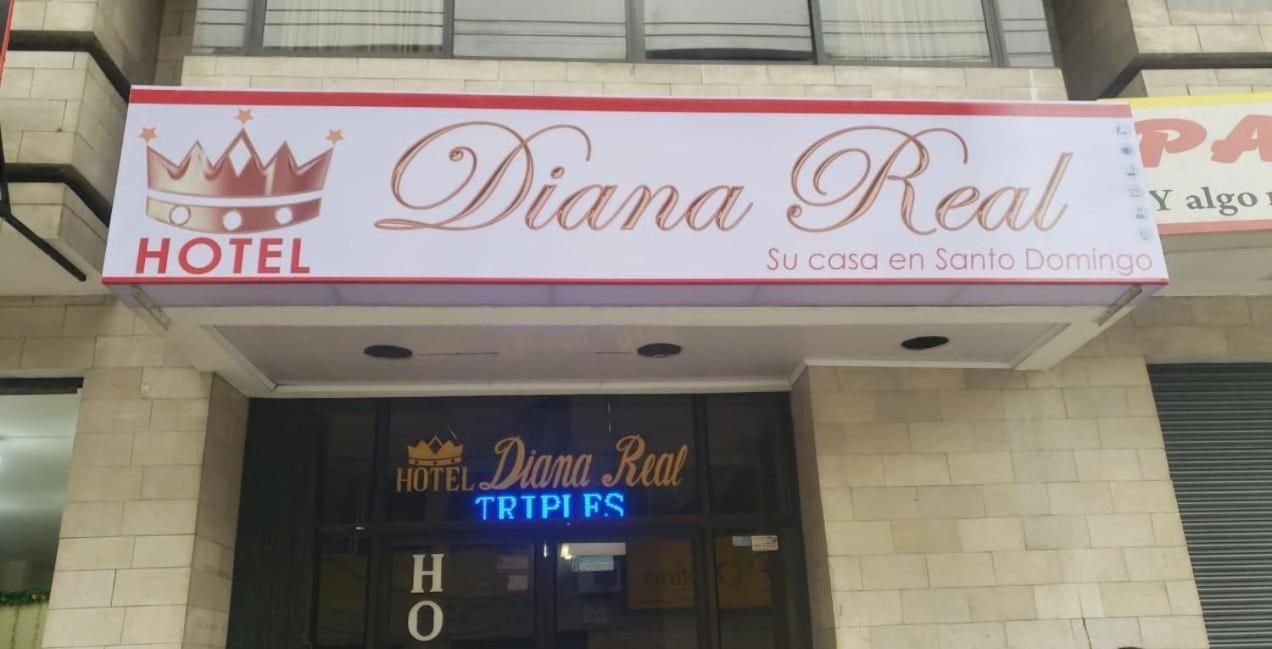 Diana Real
HOTEL
Su casa en Santo Domingo
PA
Y algo
HOTEL Diana Real
TRIPLES
H
O